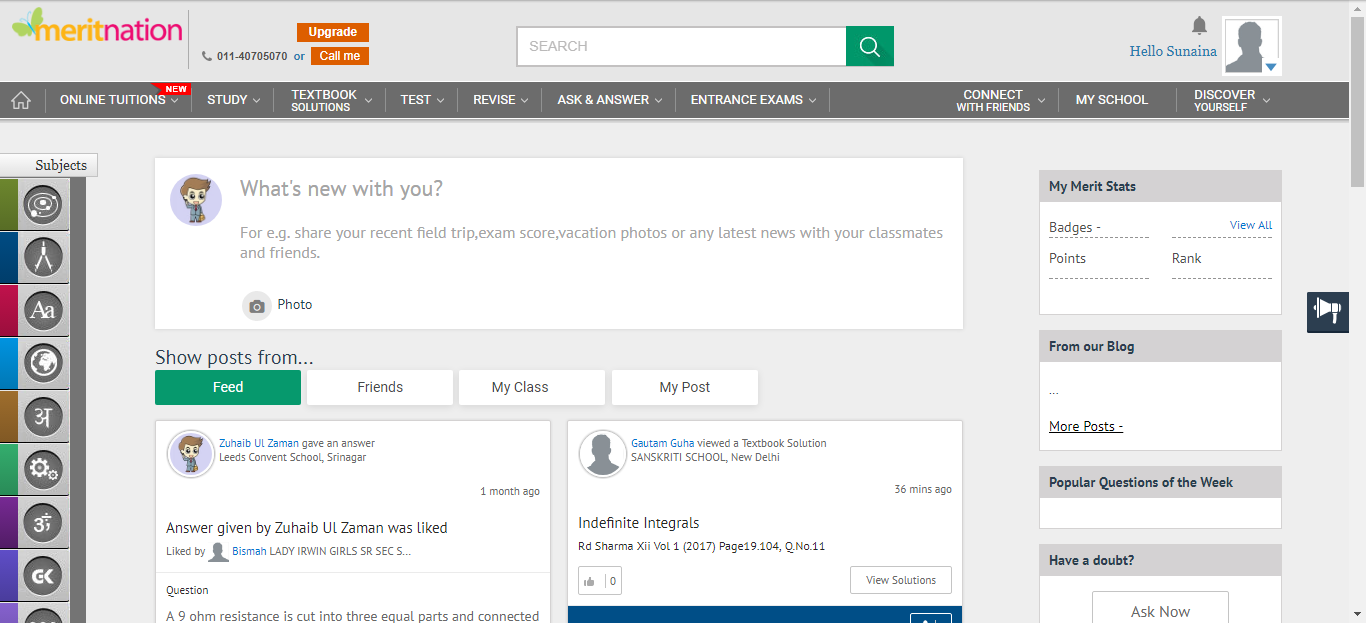 meritnation
Upgrade
011-40705070 or Call me
SEARCH
Hello Sunaina
ONLINE TUITIONS
NEW
STUDY
TEXTBOOK
SOLUTIONS
TEST
REVISE
ASK & ANSWER
ENTRANCE EXAMS
CONNECT
WITH FRIENDS
MY SCHOOL
DISCOVER
YOURSELF
Subjects
Aa
अ
ॐ
GK
What's new with you?
For e.g. share your recent field trip,exam score,vacation photos or any latest news with your classmates
and friends.
Photo
Show posts from...
Feed
Friends
My Class
My Post
Zuhaib Ul Zaman gave an answer
Leeds Convent School, Srinagar
1 month ago
Answer given by Zuhaib Ul Zaman was liked
Liked by Bismah LADY IRWIN GIRLS SR SEC S...
Question
A 9 ohm resistance is cut into three equal parts and connected
Gautam Guha viewed a Textbook Solution
SANSKRITI SCHOOL, New Delhi
36 mins ago
Indefinite Integrals
Rd Sharma Xii Vol 1 (2017) Page19.104, Q.No.11
0
View Solutions
My Merit Stats
Badges -
View All
Points
Rank
From our Blog
...
More Posts -
Popular Questions of the Week
Have a doubt?
Ask Now